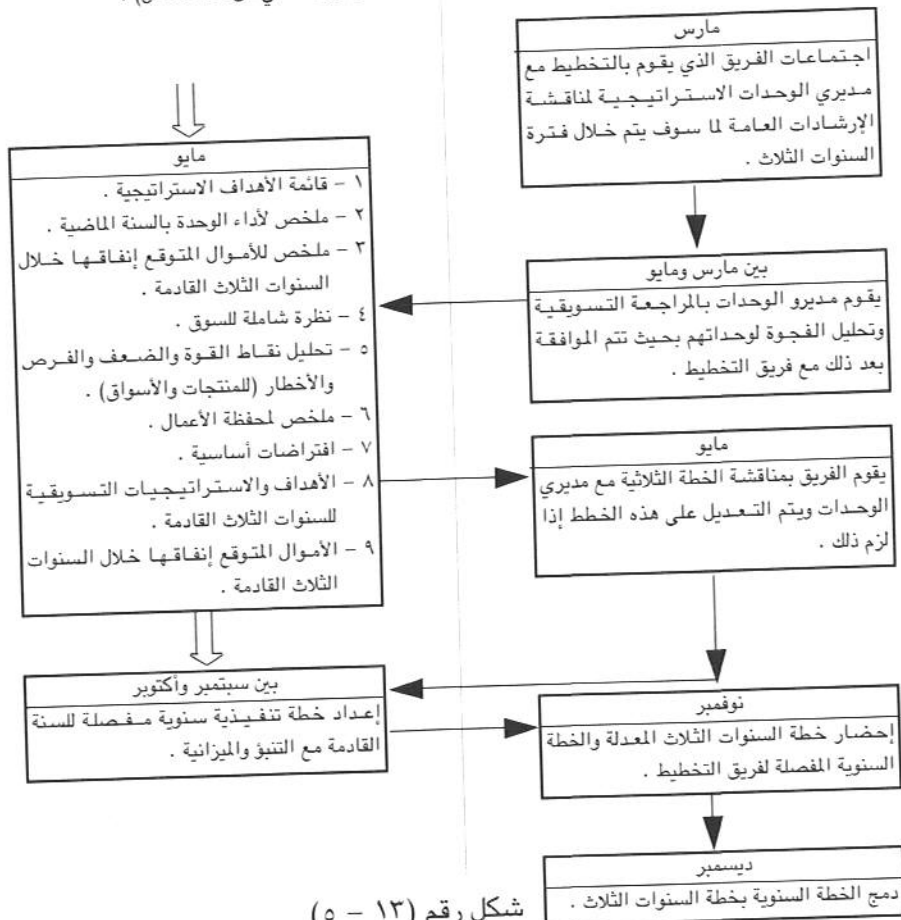 مارس
اجتماعات الفريق الذي يقوم بالتخطيط مع
مديري الوحدات الاستراتيجية لمناقشة
الإرشادات العامة لما سوف يتم خلال فترة
السنوات الثلاث .
بين مارس ومايو
يقوم مديرو الوحدات بالمراجعة التسويقية
وتحليل الفجوة لوحداتهم بحيث تتم الموافقة
بعد ذلك مع فريق التخطيط .
مايو
١ - قائمة الأهداف الاستراتيجية .
٢ - ملخص لأداء الوحدة بالسنة الماضية .
٣ - ملخص للأموال المتوقع إنفاقها خلال
السنوات الثلاث القادمة .
٤ - نظرة شاملة للسوق .
٥ - تحليل نقاط القوة والضعف والفرص
والأخطار (للمنتجات والأسواق) .
٦ - ملخص لمحفظة الأعمال .
٧ - افتراضات أساسية .
٨ - الأهداف والاستراتيجيات التسويقية
للسنوات الثلاث القادمة .
٩ - الأموال المتوقع إنفاقها خلال السنوات
الثلاث القادمة .
مايو
يقوم الفريق بمناقشة الخطة الثلاثية مع مديري
الوحدات ويتم التعديل على هذه الخطط إذا
لزم ذلك .
بين سبتمبر وأكتوبر
إعداد خطة تنفيذية سنوية مفصلة للسنة
القادمة مع التنبؤ والميزانية .
نوفمبر
إحضار خطة السنوات الثلاث المعدلة والخطة
السنوية المفصلة لفريق التخطيط .
ديسمبر
دمج الخطة السنوية بخطة السنوات الثلاث .
شكل رقم (١٣ - ٥)